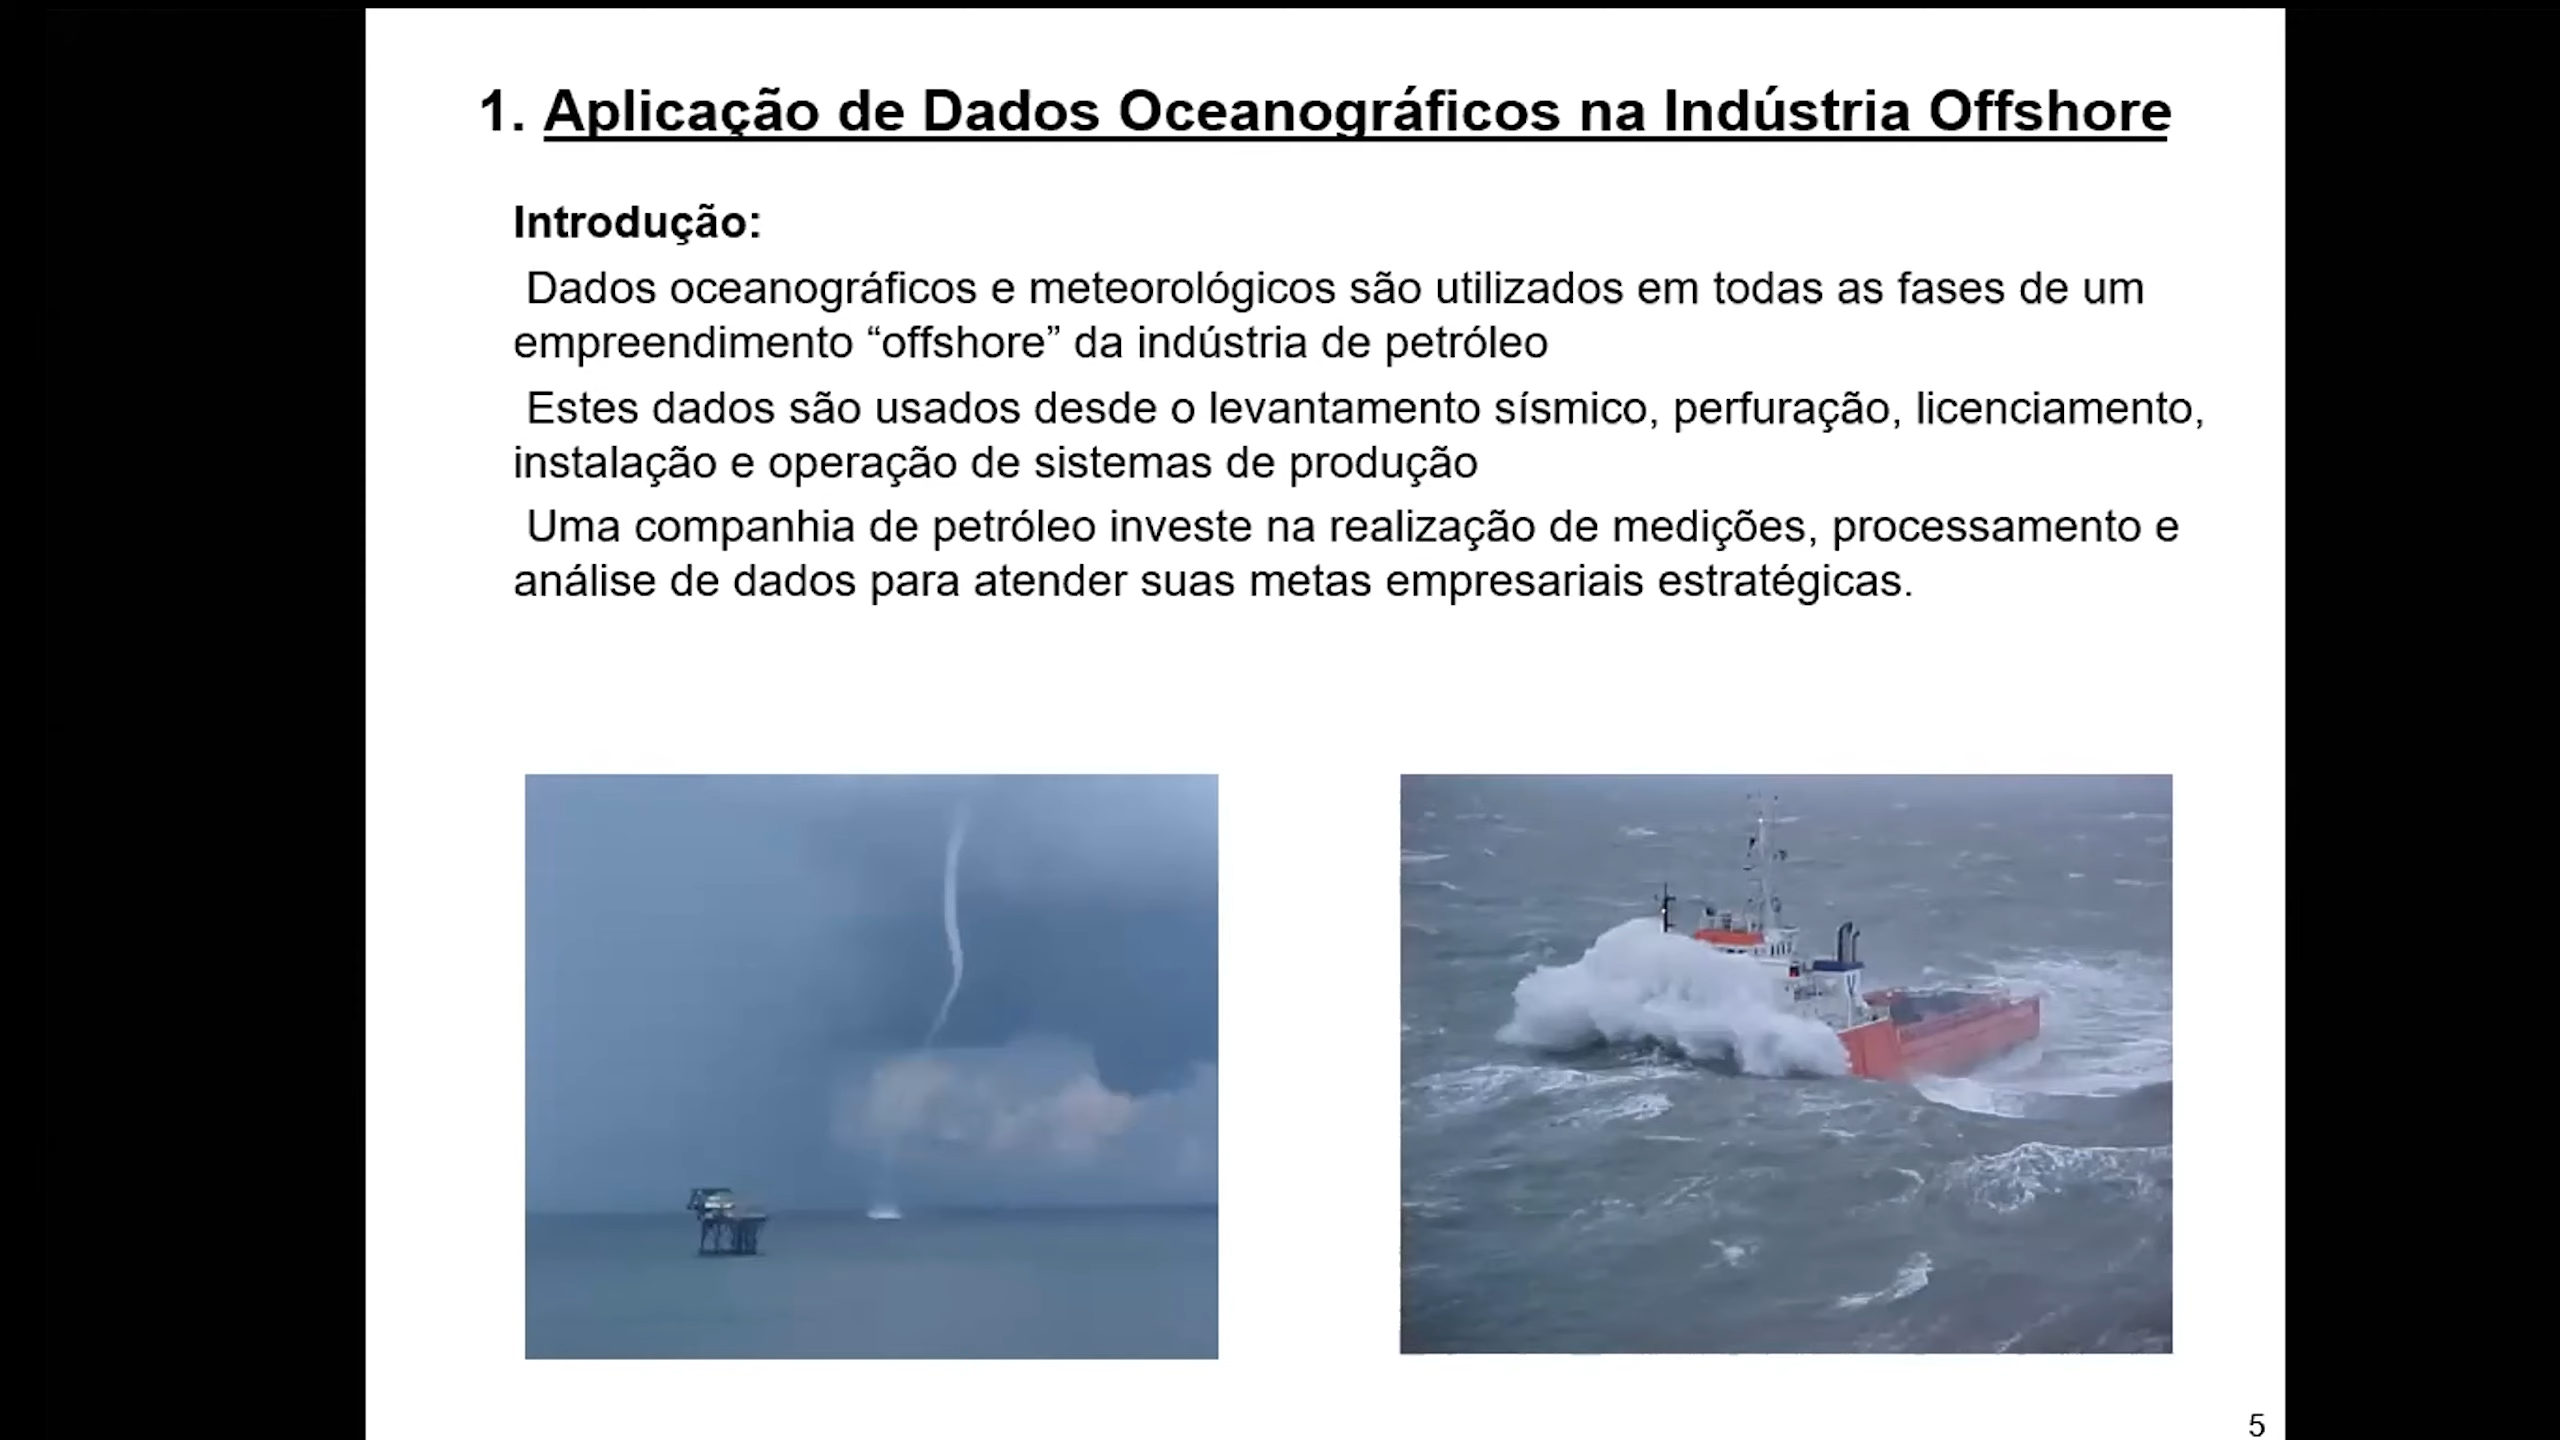 1. Aplicação de Dados Oceanográficos na Indústria Offshore
Introdução:
Dados oceanográficos e meteorológicos são utilizados em todas as fases de um
empreendimento “offshore” da indústria de petróleo
Estes dados são usados desde o levantamento sísmico, perfuração, licenciamento,
instalação e operação de sistemas de produção
Uma companhia de petróleo investe na realização de medições, processamento e
análise de dados para atender suas metas empresariais estratégicas.
5